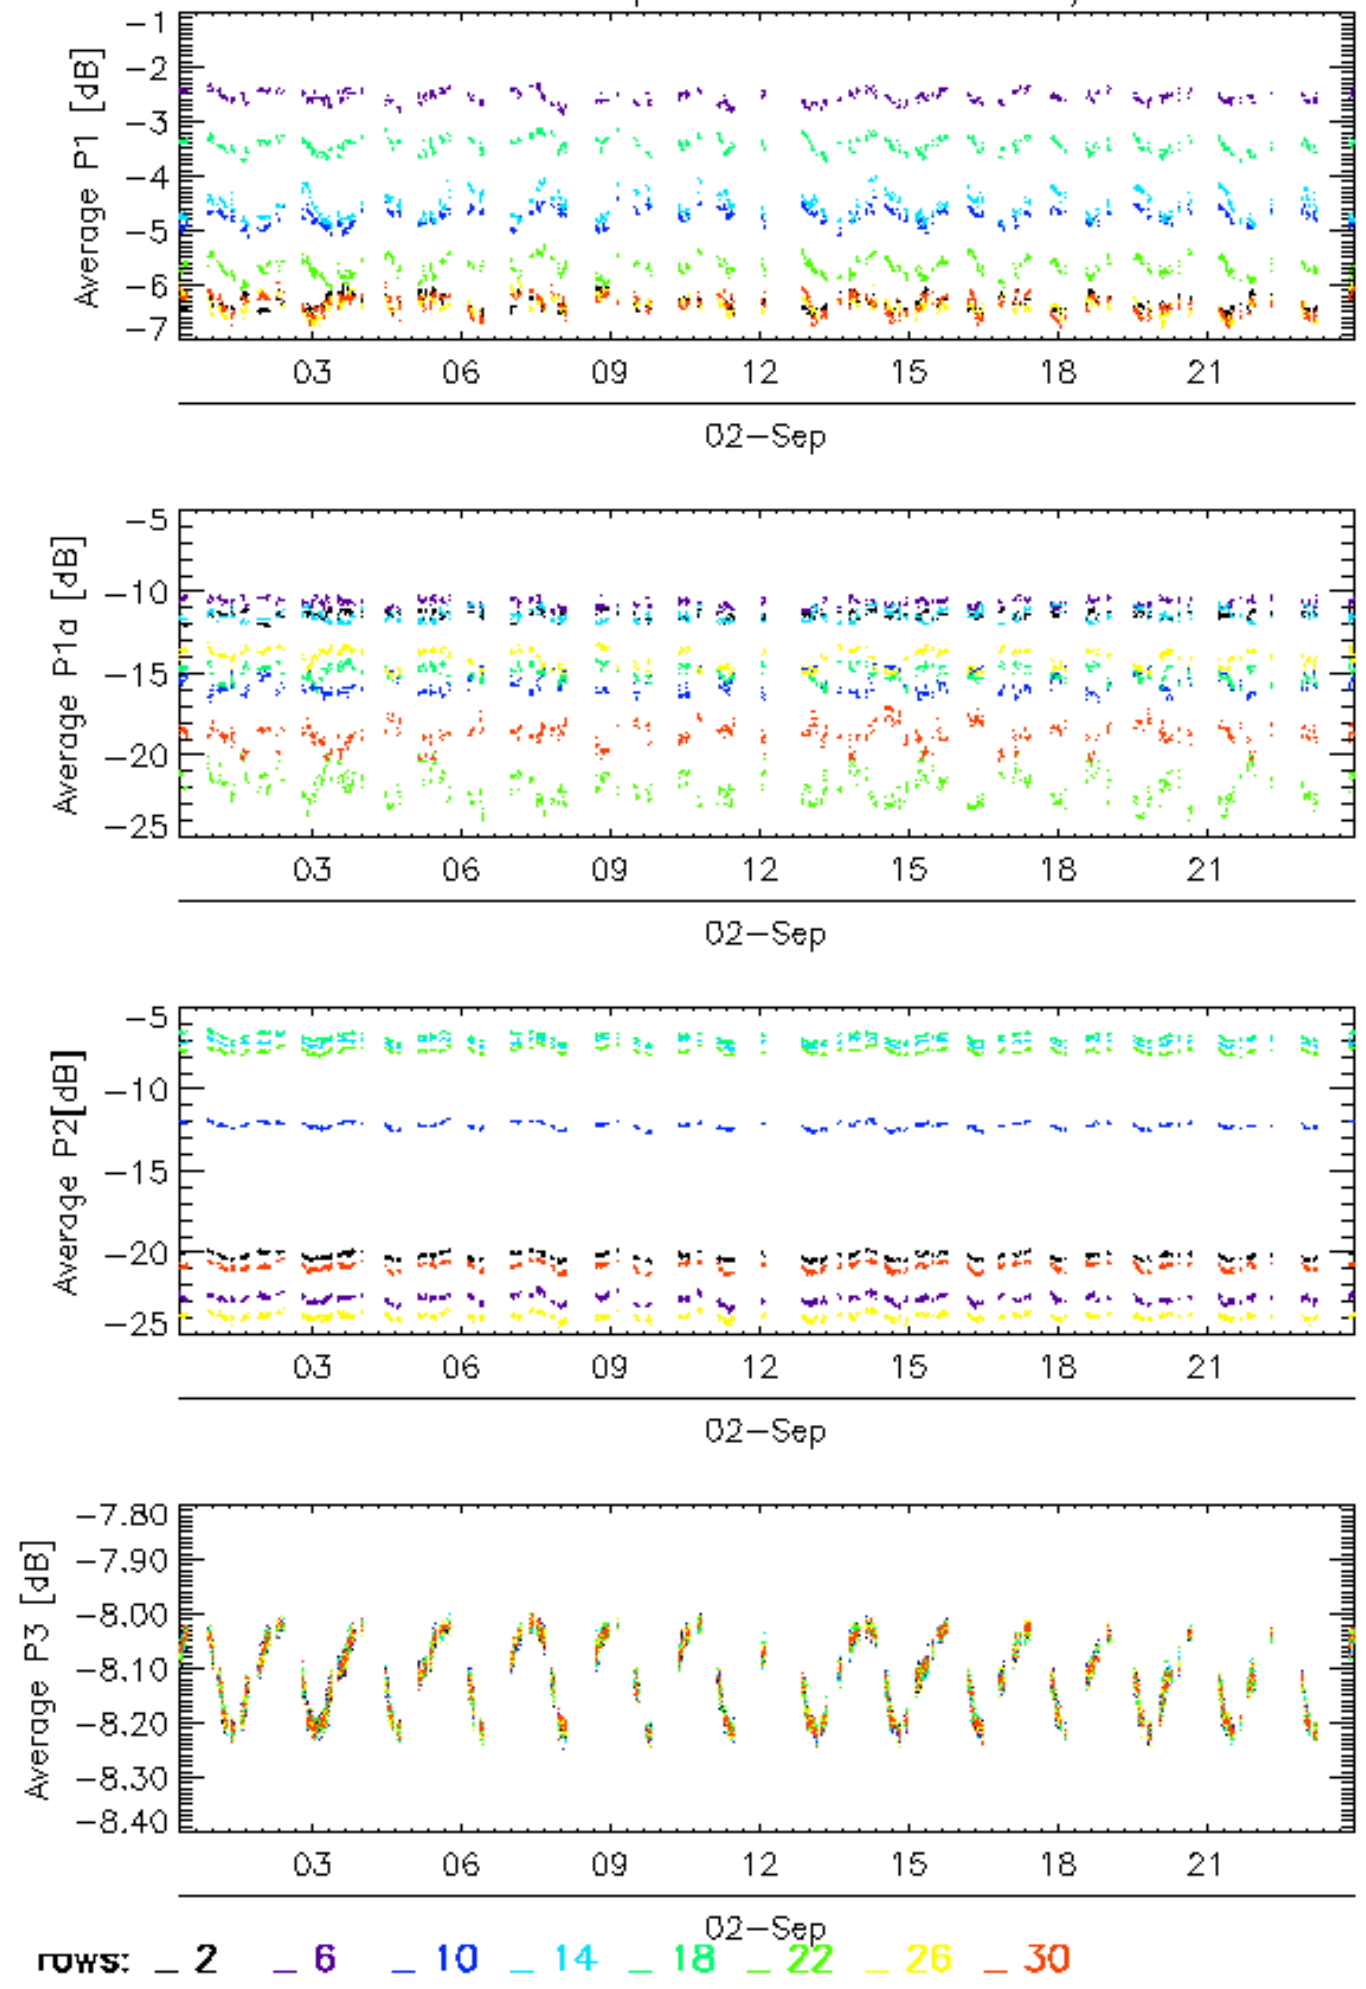 Average P1 [dB]
-1
-2
-3
-4
-5
-6
-7
03 06 09 12 15 18 21
02-Sep
Average P1a [dB]
-5
-10
-15
-20
-25
03 06 09 12 15 18 21
02-Sep
Average P2[dB]
-5
-10
-15
-20
-25
03 06 09 12 15 18 21
02-Sep
Average P3 [dB]
-7.80
-7.90
-8.00
-8.10
-8.20
-8.30
-8.40
03 06 09 12 15 18 21
02-Sep
rows: _ 2 _ 6 _ 10 _ 14 _ 18 _ 22 _ 26 _ 30